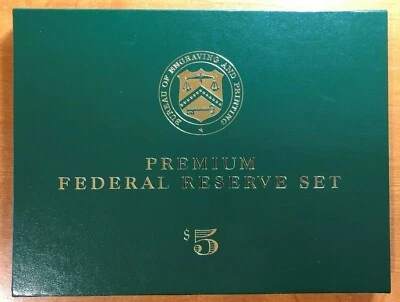 BUREAU OF ENGRAVING AND PRINTING
PREMIUM
FEDERAL RESERVE SET
$5